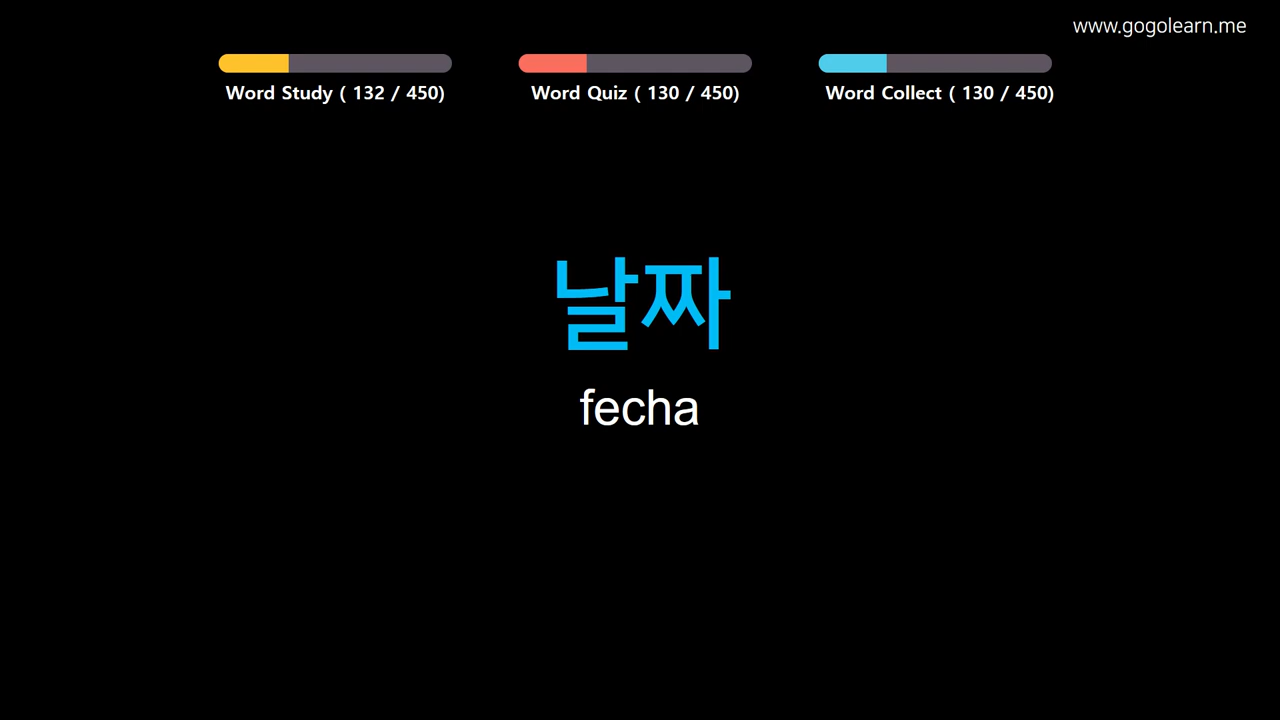 www.gogolearn.me
Word Study ( 132 / 450)
Word Quiz ( 130 / 450)
Word Collect ( 130 / 450)
날짜
fecha